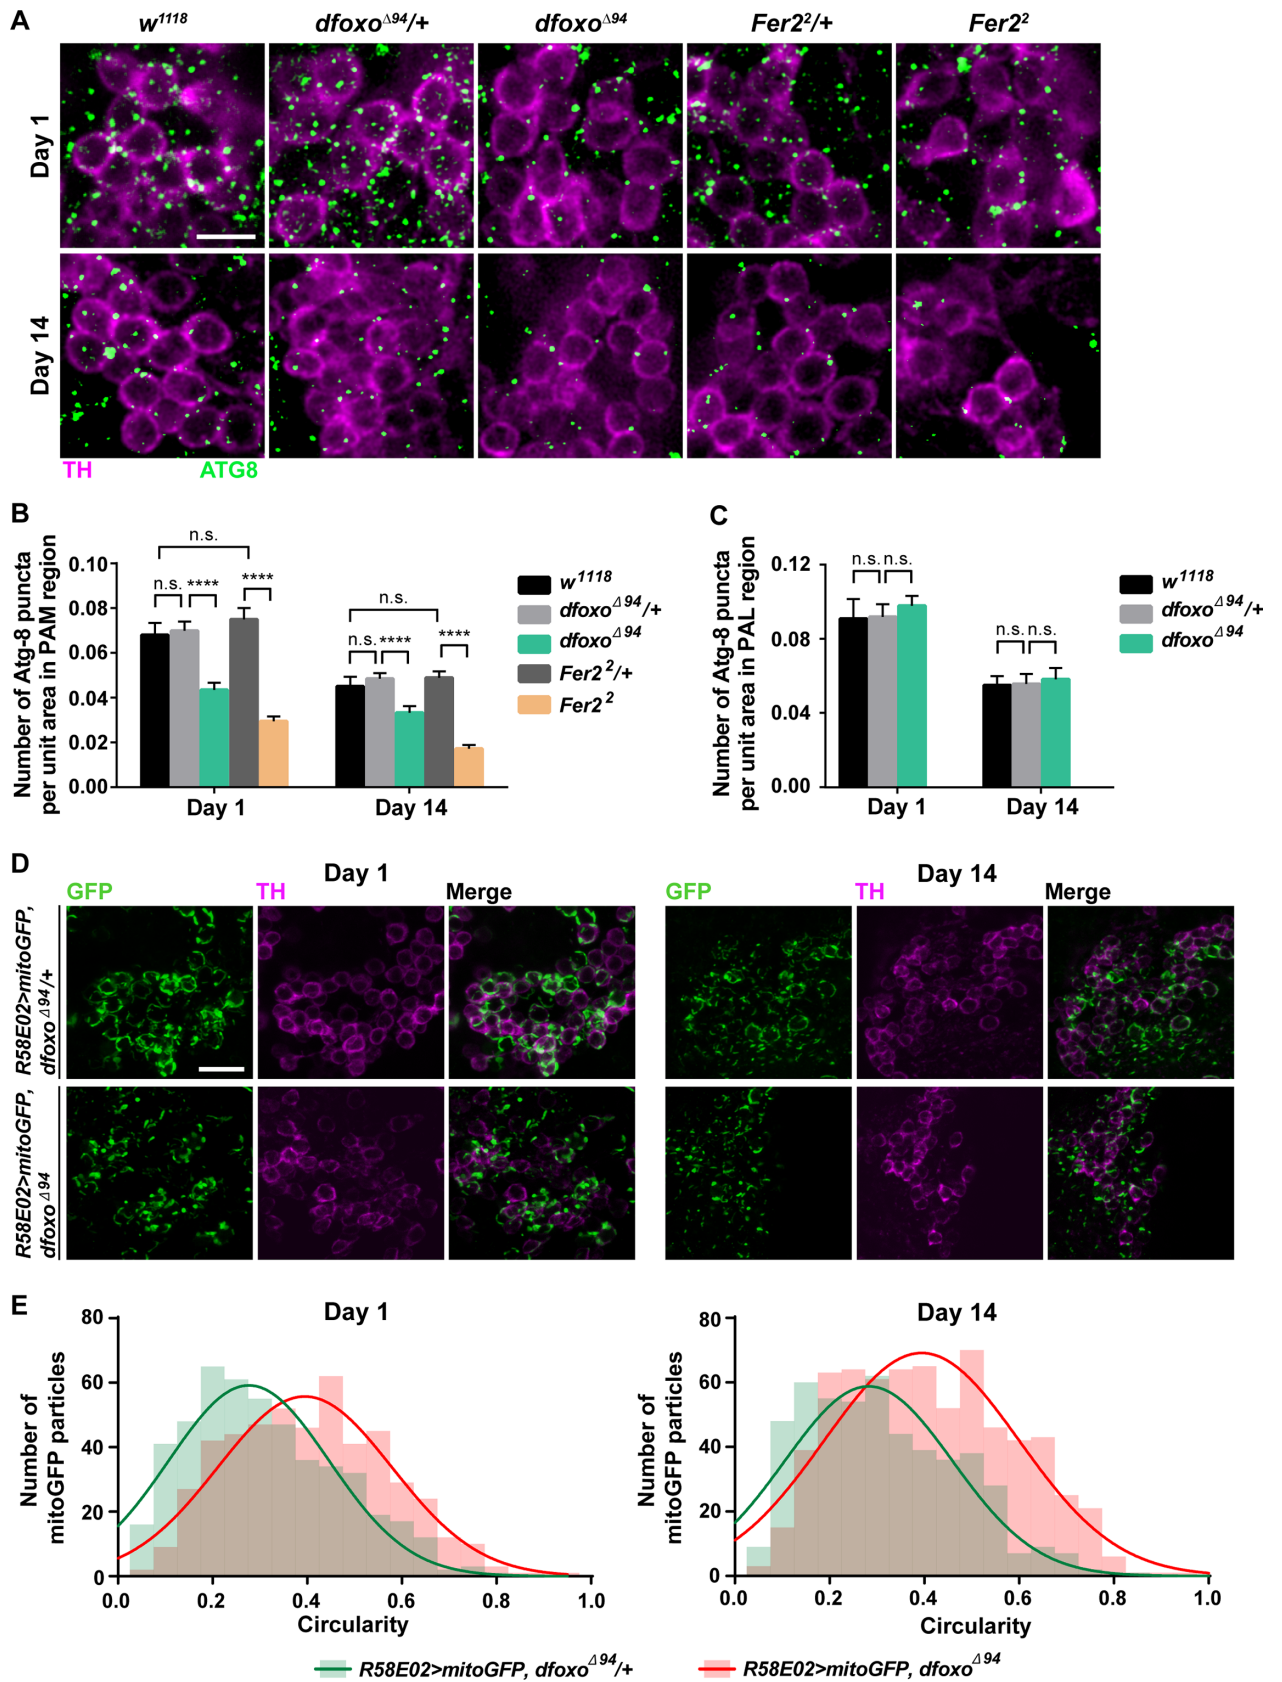 A
w1118
dfoxoΔ94/+
dfoxoΔ94
Fer22/+
Fer22
Day 1
Day 14
TH
ATG8
B
Number of Atg-8 puncta
per unit area in PAM region
0.10
0.08
0.06
0.04
0.02
0.00
n.s.
n.s.
****
****
n.s.
n.s.
****
****
Day 1
Day 14
w1118
dfoxoΔ94/+
dfoxoΔ94
Fer22/+
Fer22
C
Number of Atg-8 puncta
per unit area in PAL region
0.12
0.08
0.04
0.00
n.s.
n.s.
n.s.
n.s.
Day 1
Day 14
w1118
dfoxoΔ94/+
dfoxoΔ94
D
Day 1
Day 14
GFP
TH
Merge
GFP
TH
Merge
R58E02>mitoGFP,
dfoxoΔ94/+
R58E02>mitoGFP,
dfoxoΔ94
E
Day 1
Number of
mitoGFP particles
80
60
40
20
0
0.0
0.2
0.4
0.6
0.8
1.0
Circularity
Day 14
Number of
mitoGFP particles
80
60
40
20
0
0.0
0.2
0.4
0.6
0.8
1.0
Circularity
R58E02>mitoGFP, dfoxoΔ94/+
R58E02>mitoGFP, dfoxoΔ94